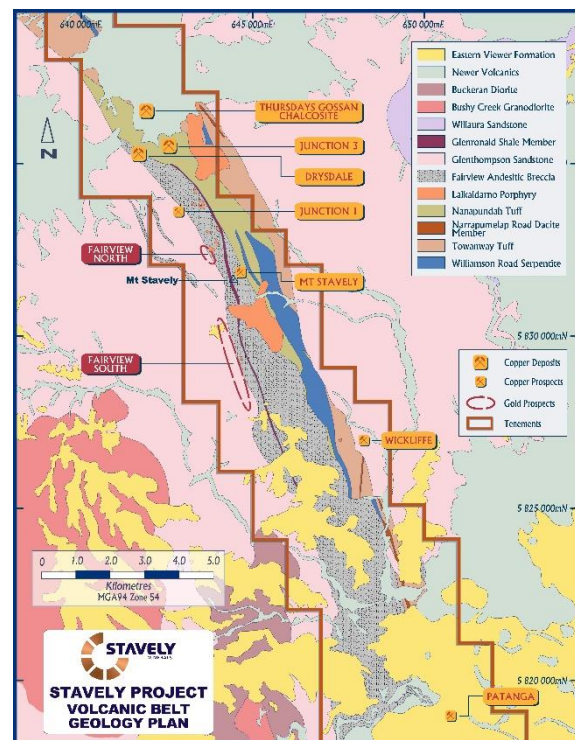 640 000mE
645 000mE
650 000mE
THURSDAYS GOSSAN
CHALCOSITE
JUNCTION 3
DRYSDALE
JUNCTION 1
FAIRVIEW
NORTH
Mt Stavely
MT STAVELY
FAIRVIEW
SOUTH
WICKLIFFE
PATANGA
N
5 830 000mN
5 825 000mN
5 820 000mN
Eastern Viewer Formation
Newer Volcanics
Buckeran Diorite
Bushy Creek Granodiorite
Willaura Sandstone
Glenronald Shale Member
Glenthompson Sandstone
Fairview Andesitic Breccia
Lalkaldarno Porphyry
Nanapundah Tuff
Narrapumelap Road Dacite
Member
Towanway Tuff
Williamson Road Serpentite
Copper Deposits
Copper Prospects
Gold Prospects
Tenements
0 1.0 2.0 3.0 4.0 5.0
Kilometres
MGA94 Zone 54
STAVELY
MINERALS
STAVELY PROJECT
VOLCANIC BELT
GEOLOGY PLAN